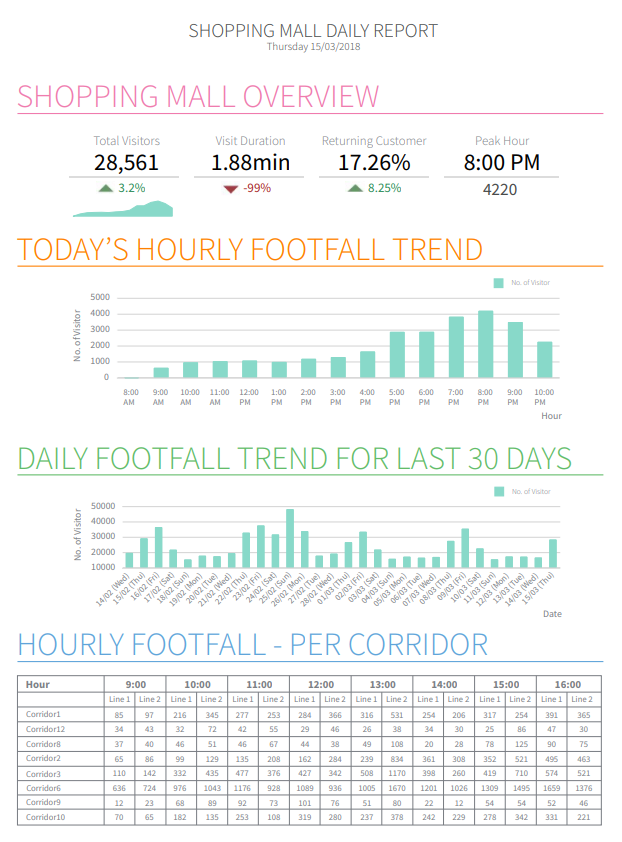 SHOPPING MALL DAILY REPORT
Thursday 15/03/2018
SHOPPING MALL OVERVIEW
Total Visitors Visit Duration Returning Customer Peak Hour
28,561 1.88min 17.26% 8:00 PM
3.2% -99% 8.25% 4220
TODAY'S HOURLY FOOTFALL TREND
No. of Visitor
No. of Visitor
5000
4000
3000
2000
1000
0
8:00 AM 9:00 AM 10:00 AM 11:00 AM 12:00 PM 1:00 PM 2:00 PM 3:00 PM 4:00 PM 5:00 PM 6:00 PM 7:00 PM 8:00 PM 9:00 PM 10:00 PM
Hour
DAILY FOOTFALL TREND FOR LAST 30 DAYS
No. of Visitor
No. of Visitor
50000
40000
30000
20000
10000
14/02 (Wed) 15/02 (Thu) 16/02 (Fri) 17/02 (Sat) 18/02 (Sun) 19/02 (Mon) 20/02 (Tue) 21/02 (Wed) 22/02 (Thu) 23/02 (Fri) 24/02 (Sat) 25/02 (Sun) 26/02 (Mon) 27/02 (Tue) 28/02 (Wed) 01/03 (Thu) 02/03 (Fri) 03/03 (Sat) 04/03 (Sun) 05/03 (Mon) 06/03 (Tue) 07/03 (Wed) 08/03 (Thu) 09/03 (Fri) 10/03 (Sat) 11/03 (Sun) 12/03 (Mon) 13/03 (Tue) 14/03 (Wed) 15/03 (Thu)
Date
HOURLY FOOTFALL - PER CORRIDOR
Hour 9:00 10:00 11:00 12:00 13:00 14:00 15:00 16:00
Line 1 Line 2 Line 1 Line 2 Line 1 Line 2 Line 1 Line 2 Line 1 Line 2 Line 1 Line 2 Line 1 Line 2 Line 1 Line 2
Corridor1 85 97 216 345 277 253 284 366 316 531 254 206 317 254 391 365
Corridor12 34 43 32 72 42 55 29 46 26 38 34 30 25 86 47 30
Corridor8 37 40 46 51 46 67 44 38 49 108 20 28 78 125 90 75
Corridor2 65 86 99 129 135 208 162 284 239 834 361 308 352 521 495 463
Corridor3 110 142 332 435 477 376 427 342 508 1170 398 260 419 710 574 521
Corridor6 636 724 976 1043 1176 928 1089 936 1005 1670 1201 1026 1309 1495 1659 1376
Corridor9 12 23 68 89 92 73 101 76 51 80 22 12 54 54 52 46
Corridor10 70 65 182 135 253 108 319 280 237 378 242 229 278 342 331 221